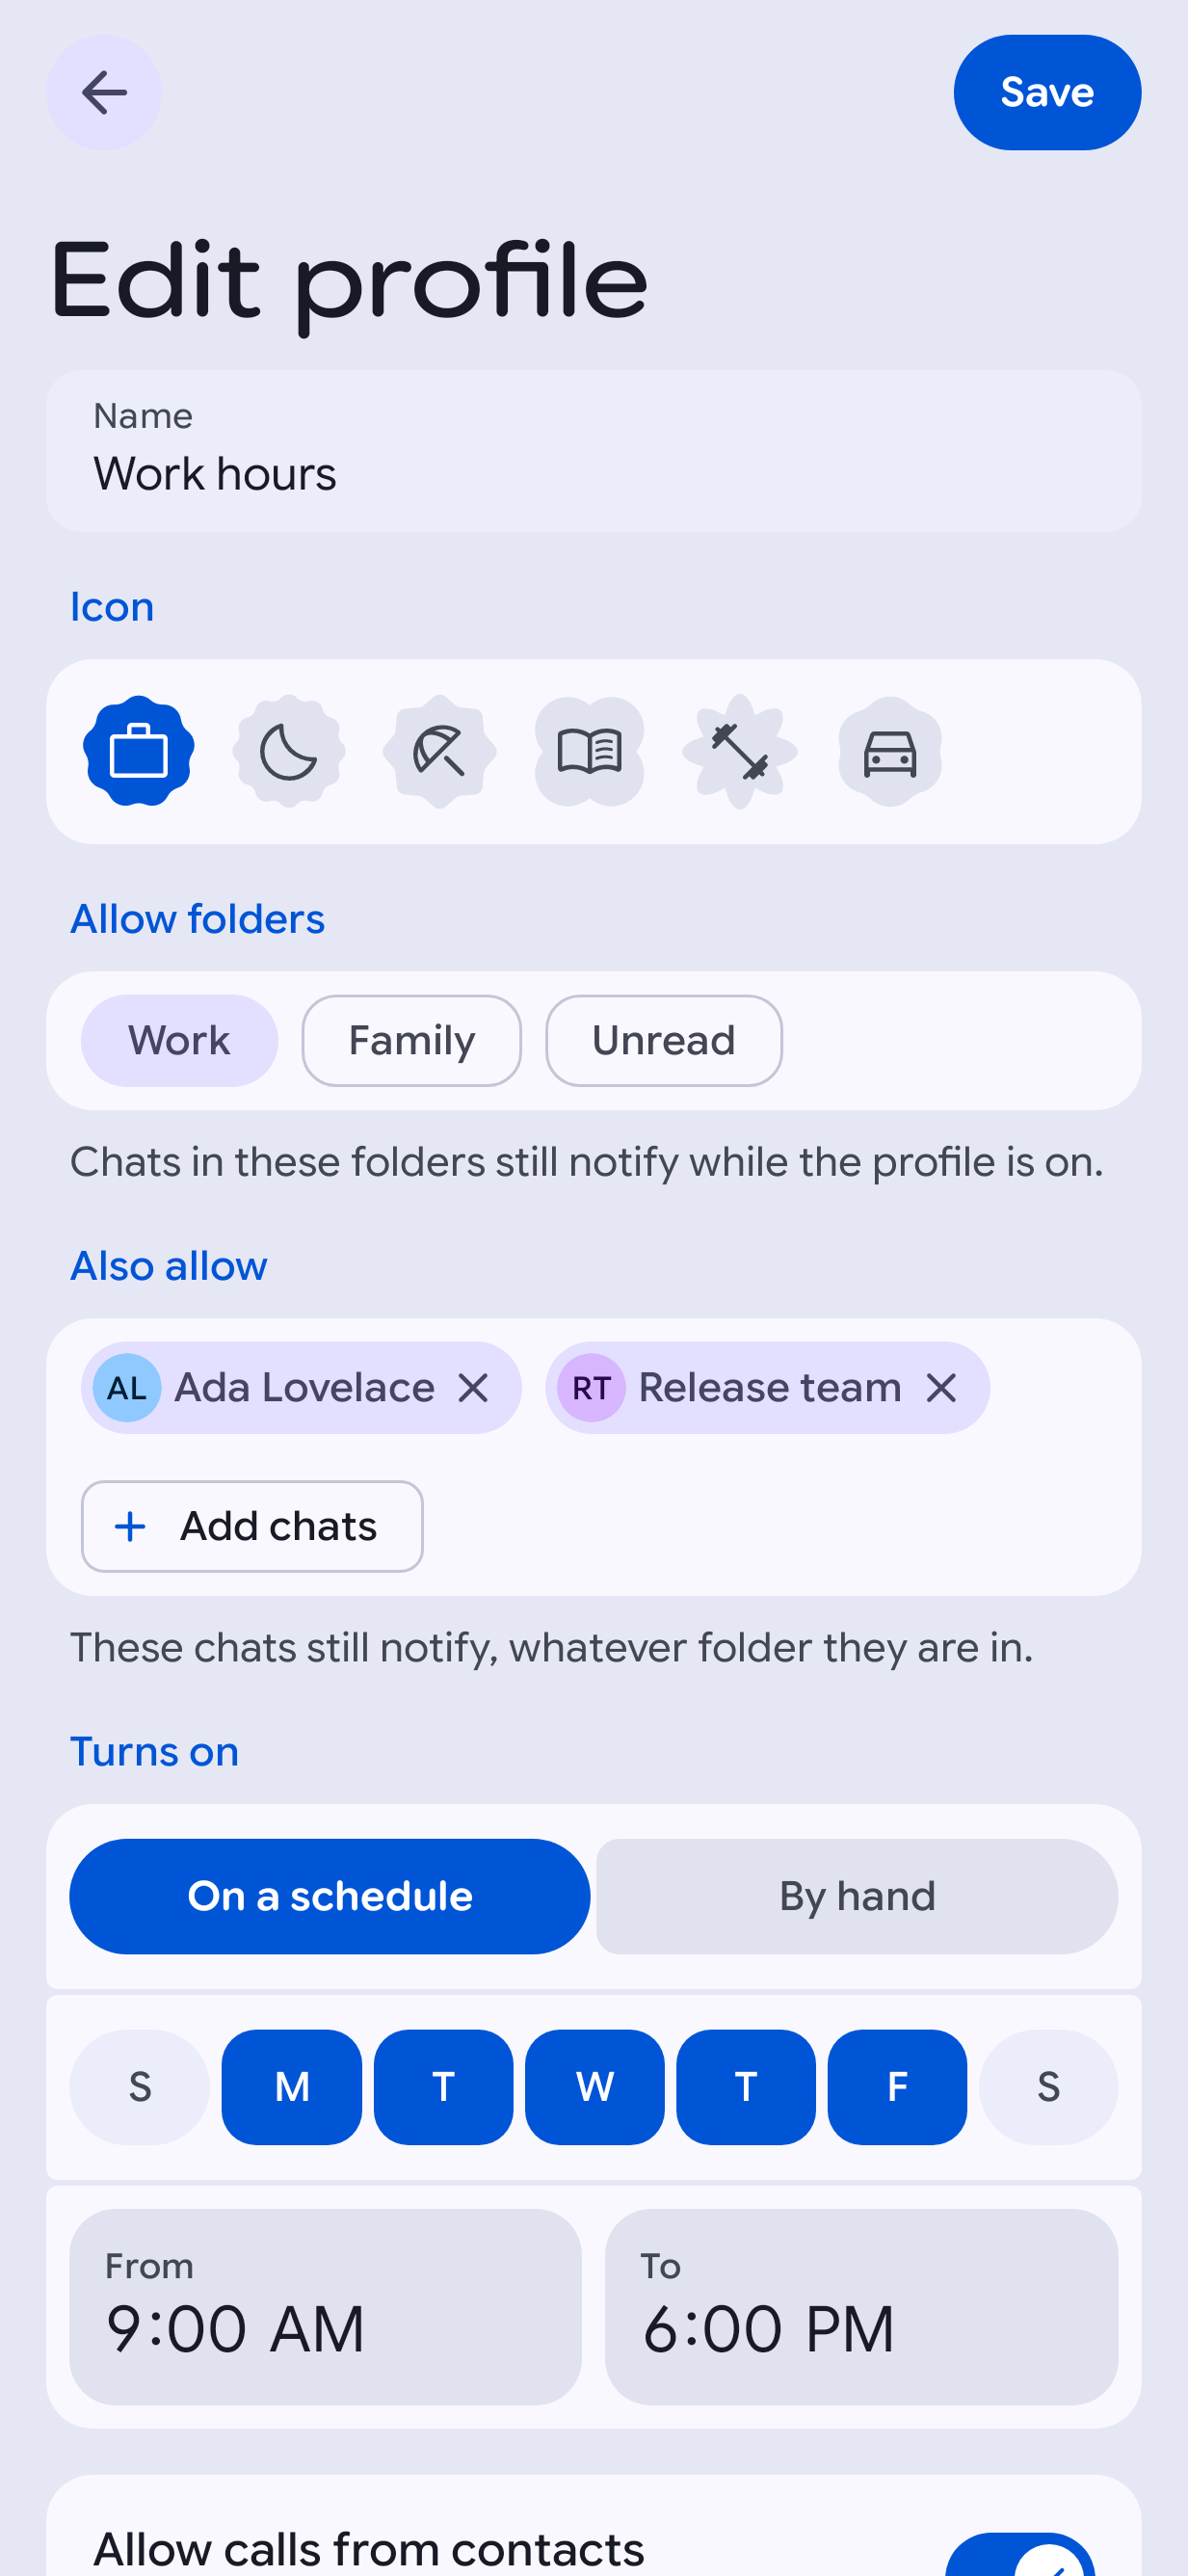 Save
Edit profile
Name
Work hours
Icon
Allow folders
Work Family Unread
Chats in these folders still notify while the profile is on.
Also allow
AL Ada Lovelace RT Release team
Add chats
These chats still notify, whatever folder they are in.
Turns on
On a schedule By hand
S M T W T F S
From To
9:00 AM 6:00 PM
Allow calls from contacts